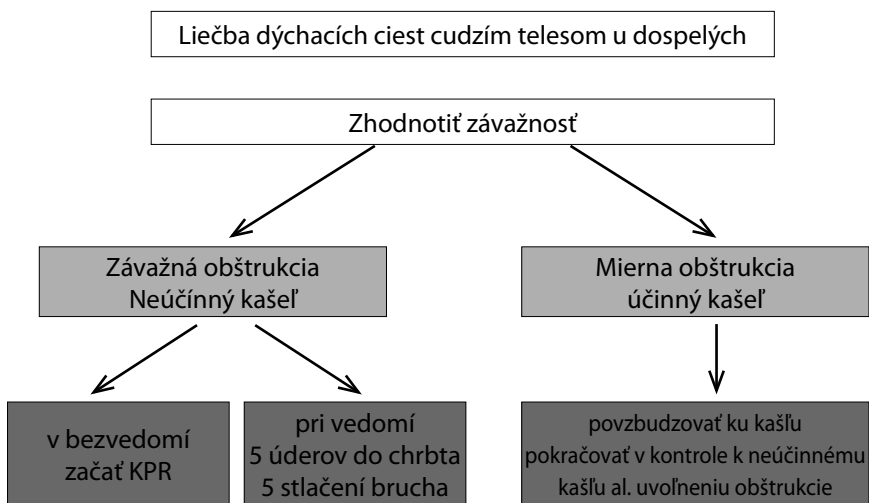 Liečba dýchacích ciest cudzím telesom u dospelých
Zhodnotiť závažnosť
Závažná obštrukcia
Neúčínný kašeľ
Mierna obštrukcia
účinný kašeľ
v bezvedomí
začať KPR
pri vedomí
5 úderov do chrbta
5 stlačení brucha
povzbudzovať ku kašľu
pokračovať v kontrole k neúčinnému
kašľu al. uvoľneniu obštrukcie